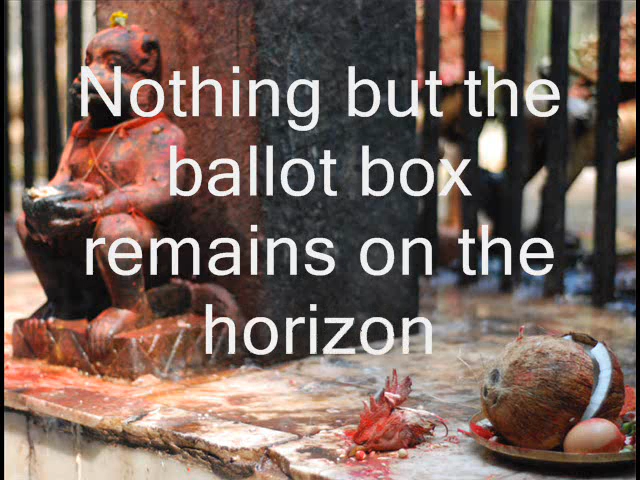 Nothing but the
ballot box
remains on the
horizon